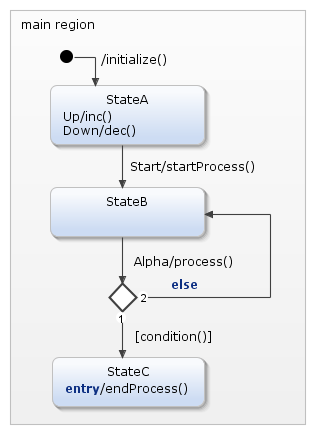 main region
/initialize()
StateA
Up/inc()
Down/dec()
Start/startProcess()
StateB
Alpha/process()
else
2
1
[condition()]
StateC
entry/endProcess()